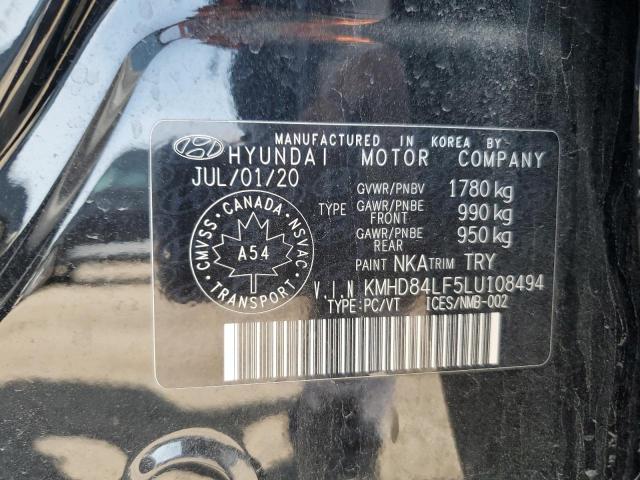 MANUFACTURED IN KOREA BY
HYUNDAI MOTOR COMPANY
JUL/01/20
GVWR/PNBV 1780 kg
TYPE
GAWR/PNBE FRONT 990 kg
GAWR/PNBE REAR 950 kg
PAINT NKA TRIM TRY
CMVSS CANADA NSVAC
A54
TRANSPORT
V.I.N KMHD84LF5LU108494
TYPE:PC/VT ICES/NMB-002